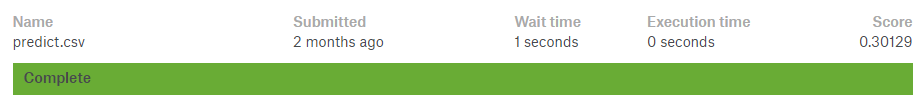 Name Submitted Wait time Execution time Score
predict.csv 2 months ago 1 seconds 0 seconds 0.30129
Complete